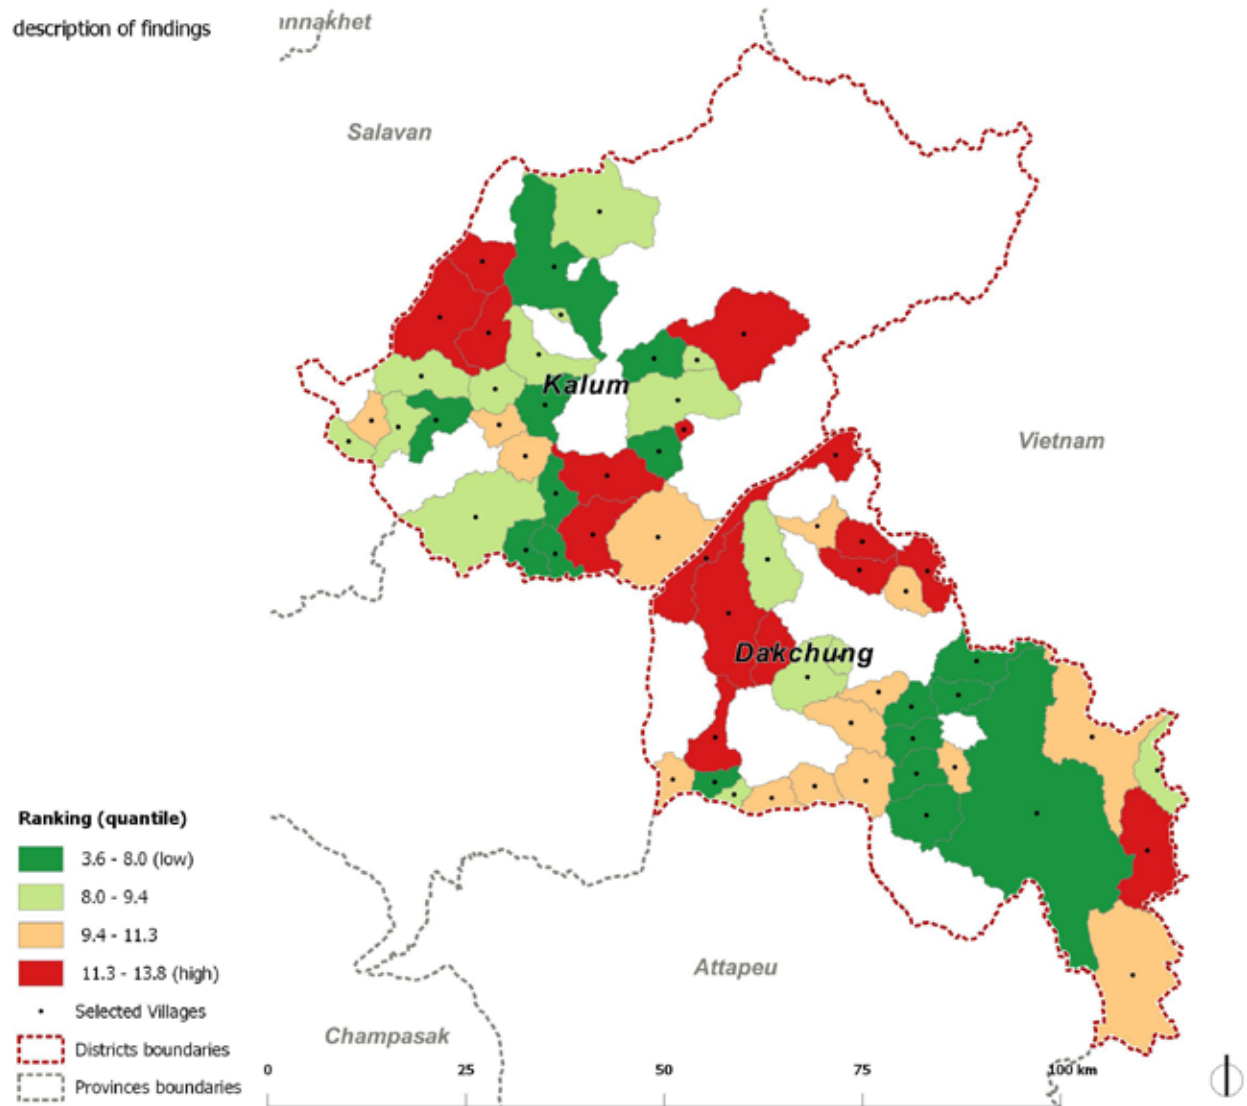 description of findings
nnakhet
Salavan
Kalum
Vietnam
Dakchung
Ranking (quantile)
3.6 - 8.0 (low)
8.0 - 9.4
9.4 - 11.3
11.3 - 13.8 (high)
Selected Villages
Districts boundaries
Provinces boundaries
Attapeu
Champasak
0 25 50 75 100 km